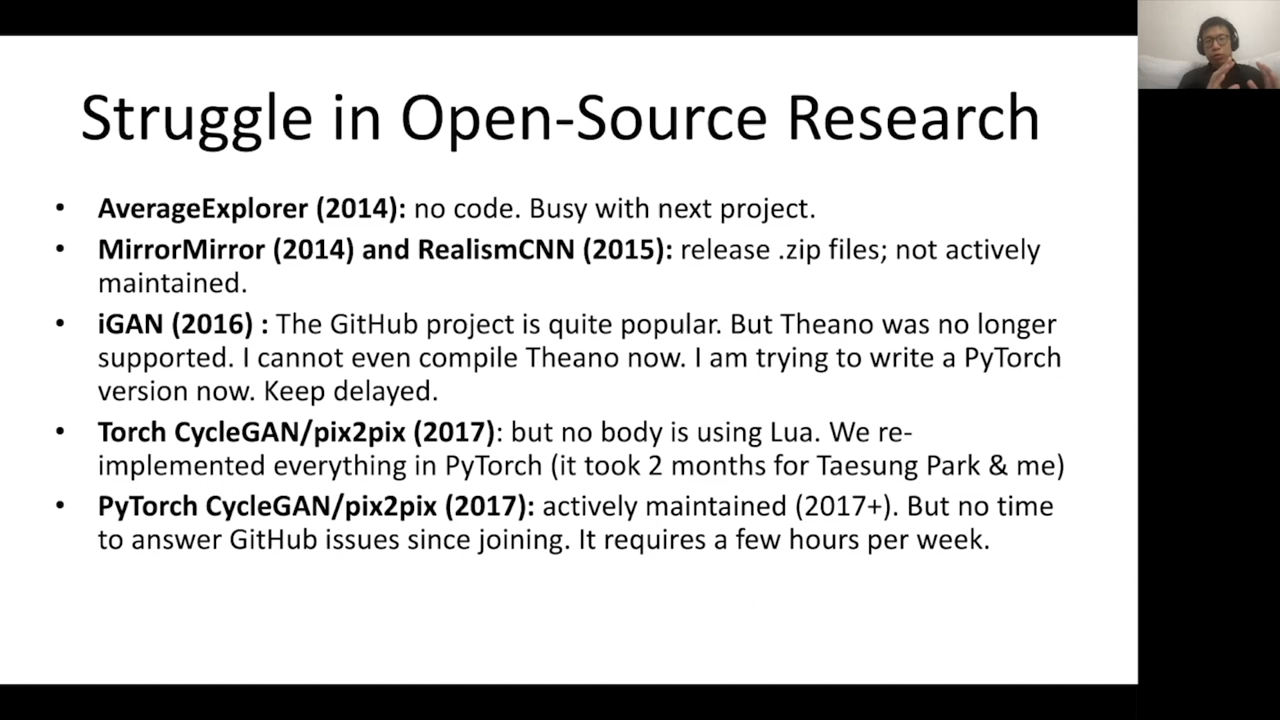 Struggle in Open-Source Research
• AverageExplorer (2014): no code. Busy with next project.
• MirrorMirror (2014) and RealismCNN (2015): release .zip files; not actively
maintained.
• iGAN (2016) : The GitHub project is quite popular. But Theano was no longer
supported. I cannot even compile Theano now. I am trying to write a PyTorch
version now. Keep delayed.
• Torch CycleGAN/pix2pix (2017): but no body is using Lua. We re-
implemented everything in PyTorch (it took 2 months for Taesung Park & me)
• PyTorch CycleGAN/pix2pix (2017): actively maintained (2017+). But no time
to answer GitHub issues since joining. It requires a few hours per week.